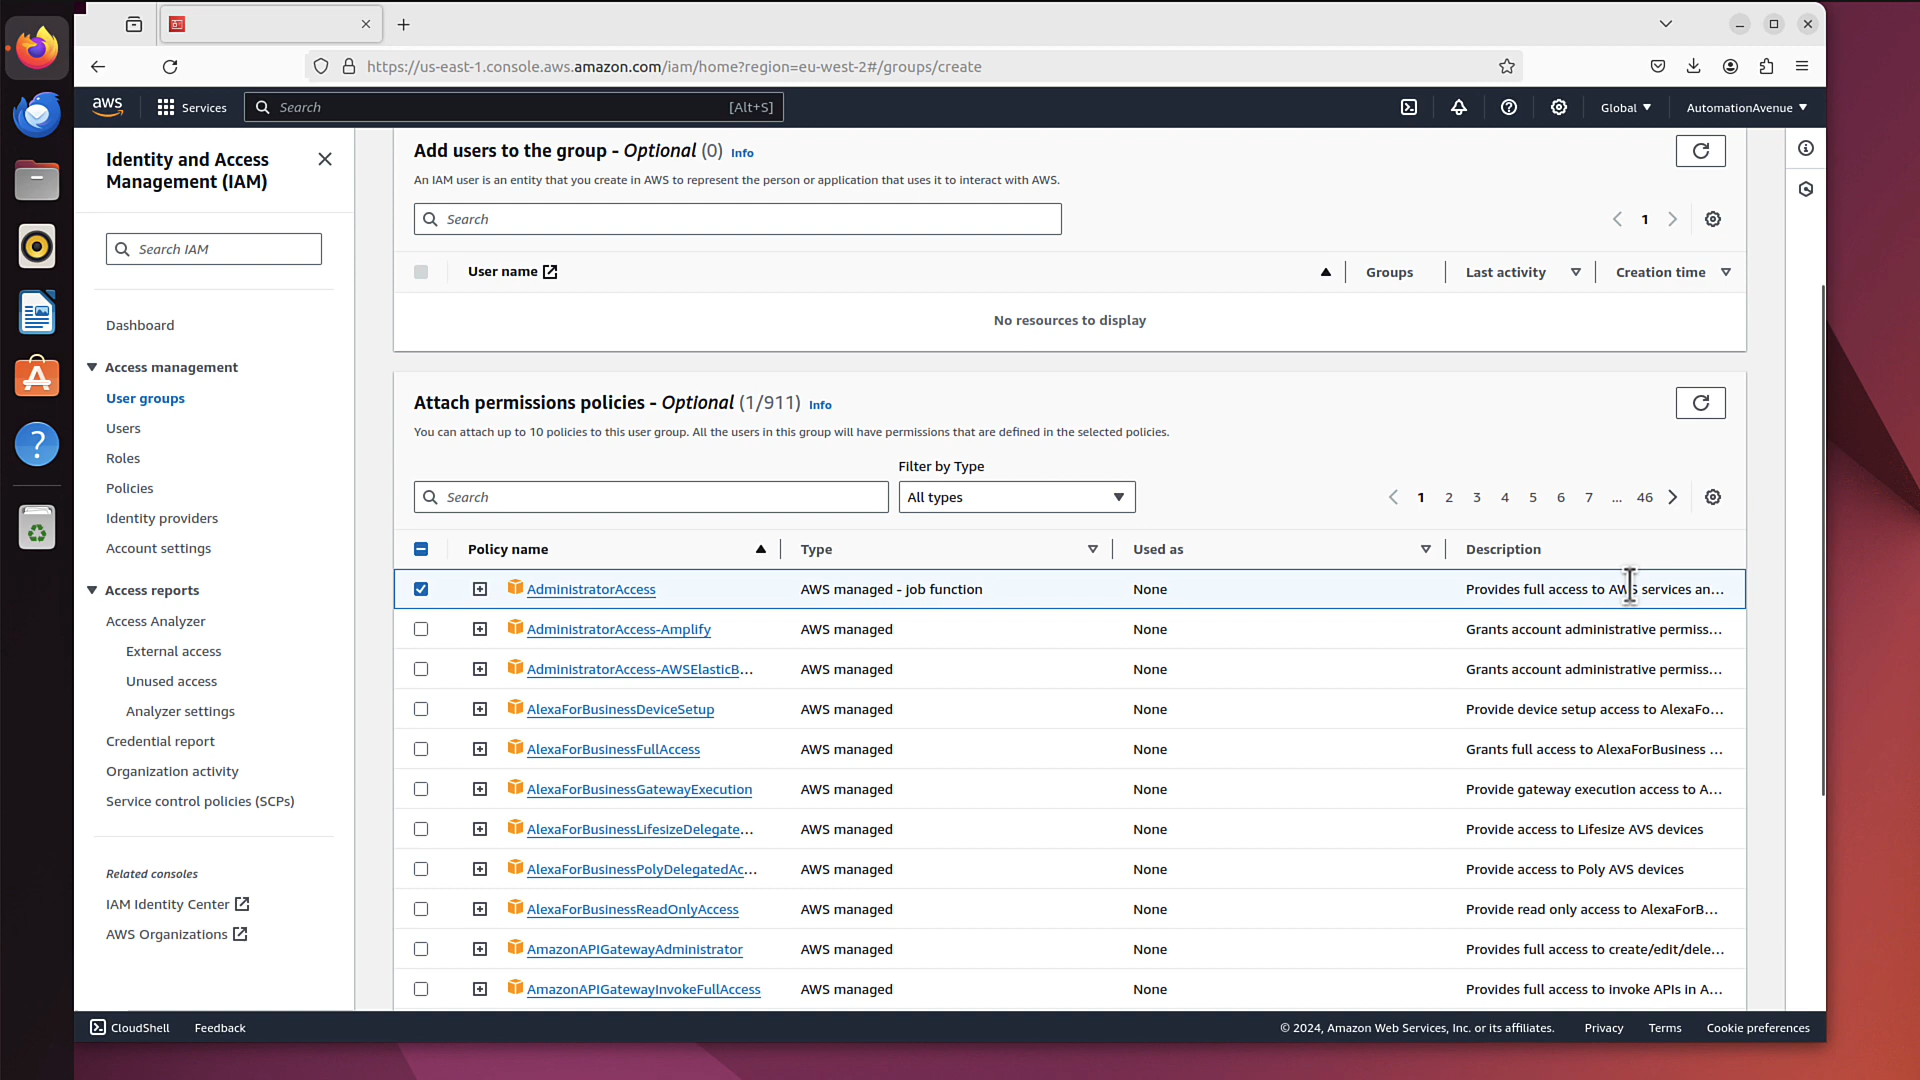 https://us-east-1.console.aws.amazon.com/iam/home?region=eu-west-2#/groups/create
aws
Services
Search
[Alt+S]
Global
AutomationAvenue
Identity and Access
Management (IAM)
Search IAM
Dashboard
Access management
User groups
Users
Roles
Policies
Identity providers
Account settings
Access reports
Access Analyzer
External access
Unused access
Analyzer settings
Credential report
Organization activity
Service control policies (SCPs)
Related consoles
IAM Identity Center
AWS Organizations
Add users to the group - Optional (0) Info
An IAM user is an entity that you create in AWS to represent the person or application that uses it to interact with AWS.
Search
1
User name
Groups
Last activity
Creation time
No resources to display
Attach permissions policies - Optional (1/911) Info
You can attach up to 10 policies to this user group. All the users in this group will have permissions that are defined in the selected policies.
Filter by Type
Search
All types
1 2 3 4 5 6 7 ... 46
Policy name Type Used as Description
AdministratorAccess AWS managed - job function None Provides full access to AWS services an...
AdministratorAccess-Amplify AWS managed None Grants account administrative permiss...
AdministratorAccess-AWSElasticB... AWS managed None Grants account administrative permiss...
AlexaForBusinessDeviceSetup AWS managed None Provide device setup access to AlexaFo...
AlexaForBusinessFullAccess AWS managed None Grants full access to AlexaForBusiness ...
AlexaForBusinessGatewayExecution AWS managed None Provide gateway execution access to A...
AlexaForBusinessLifesizeDelegate... AWS managed None Provide access to Lifesize AVS devices
AlexaForBusinessPolyDelegatedAc... AWS managed None Provide access to Poly AVS devices
AlexaForBusinessReadOnlyAccess AWS managed None Provide read only access to AlexaForB...
AmazonAPIGatewayAdministrator AWS managed None Provides full access to create/edit/dele...
AmazonAPIGatewayInvokeFullAccess AWS managed None Provides full access to invoke APIs in A...
CloudShell Feedback
© 2024, Amazon Web Services, Inc. or its affiliates. Privacy Terms Cookie preferences